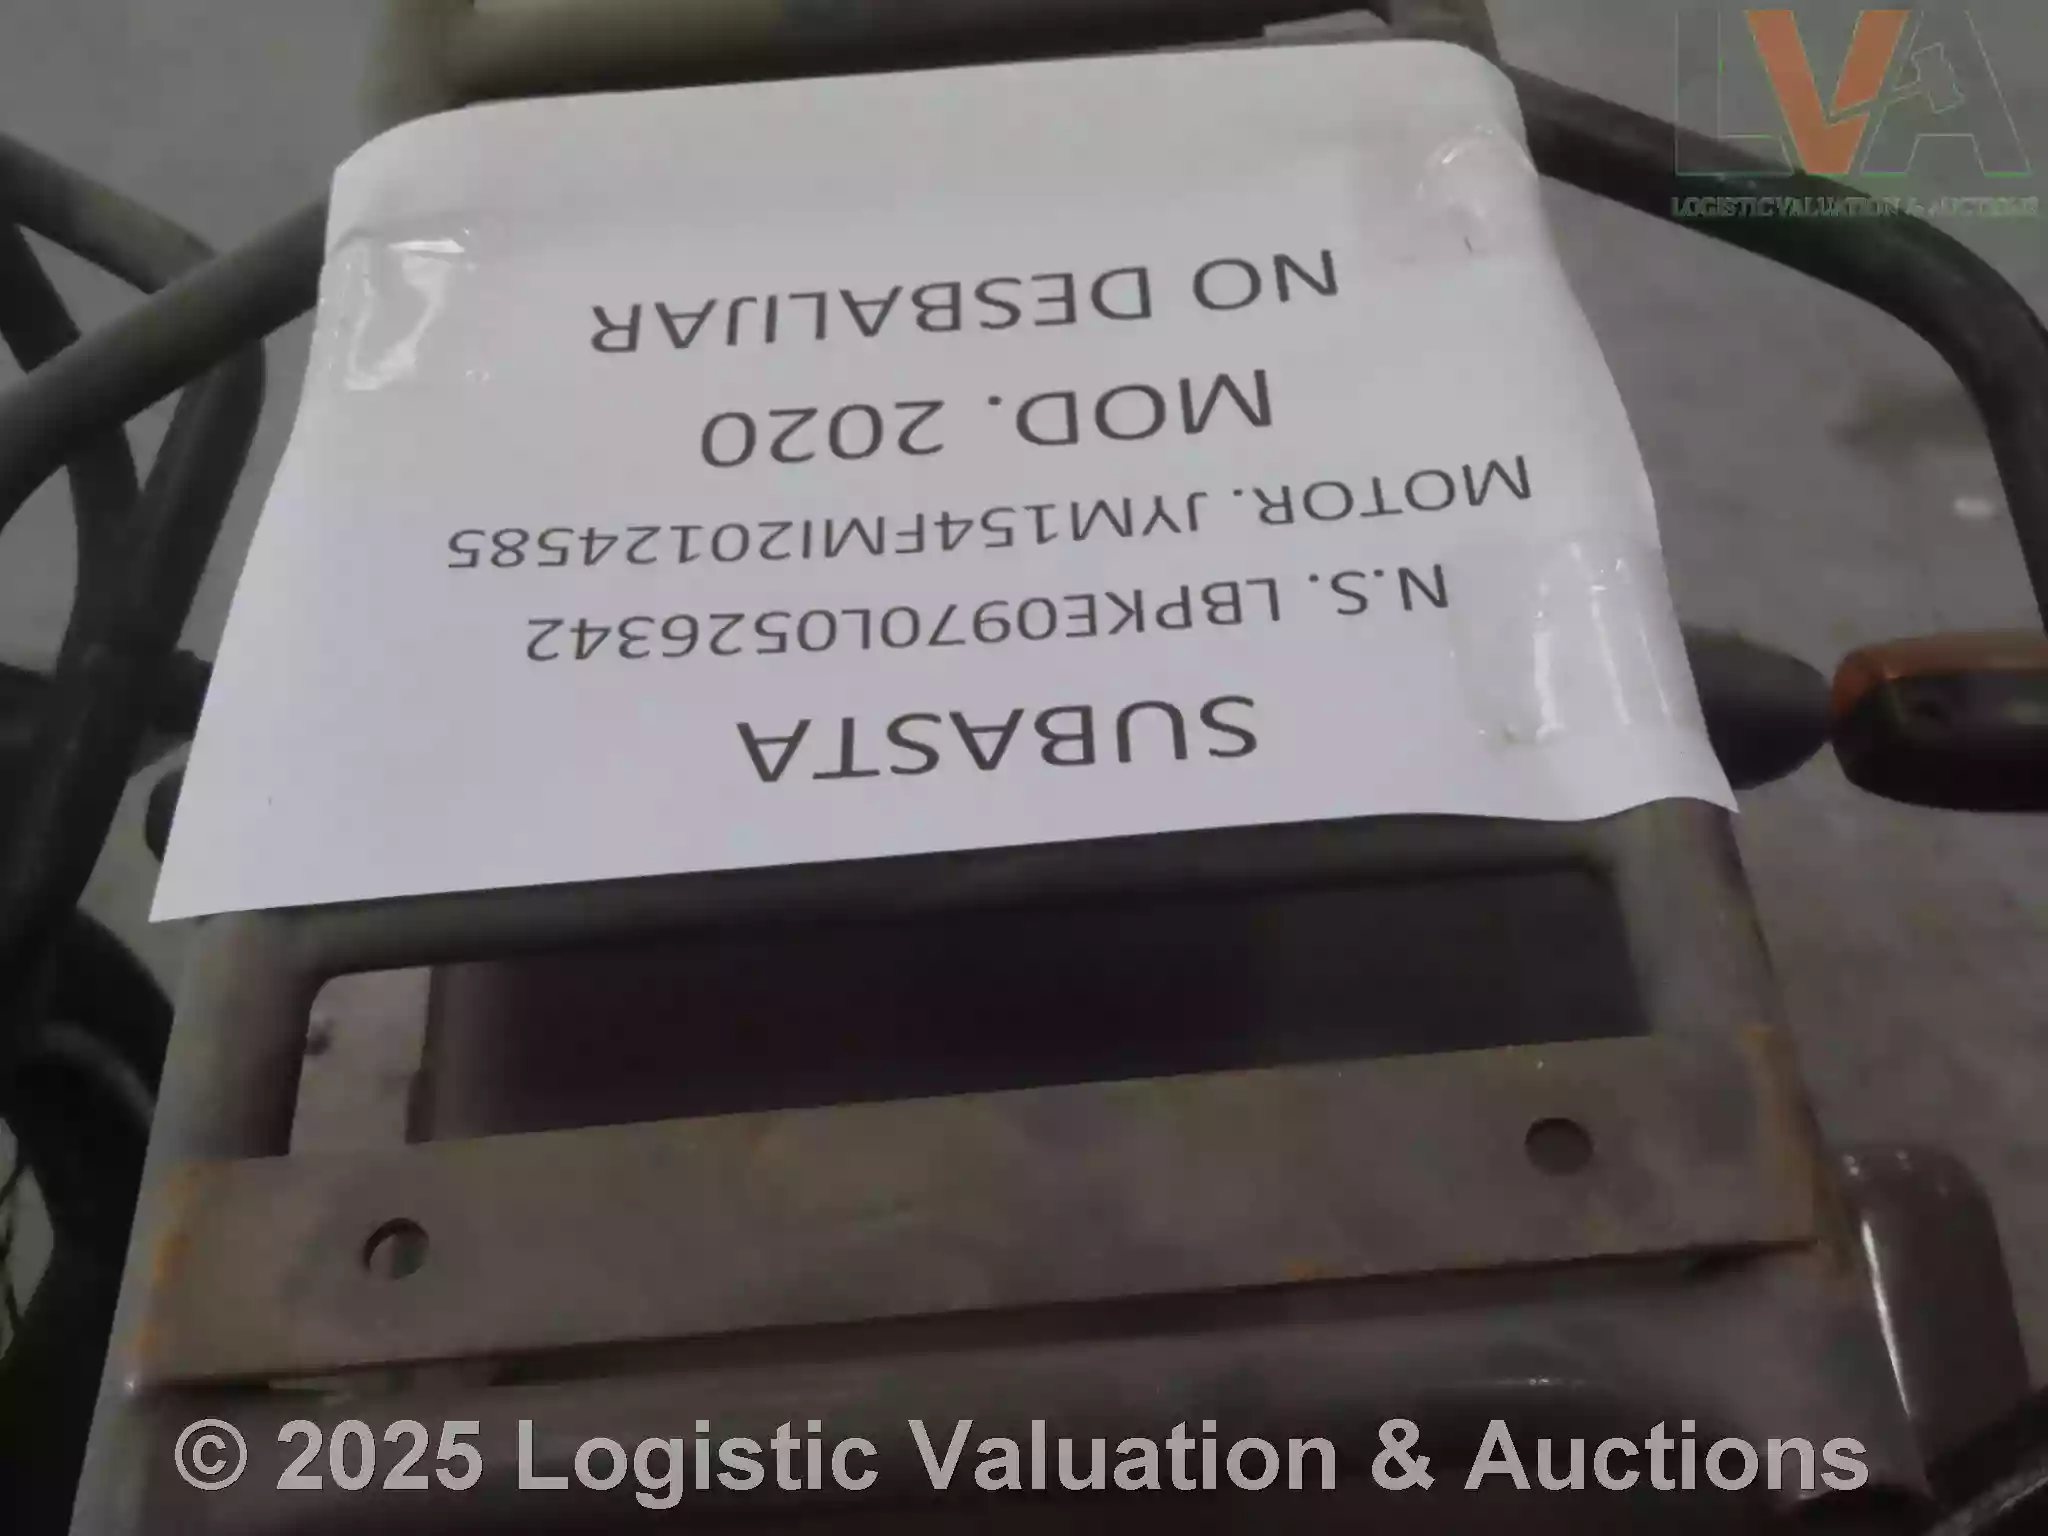 SUBASTA
N.S. LBPKE0970L0526342
MOTOR. JYM154FMI20124585
MOD. 2020
NO DESBALIJAR
LVA
LOGISTIC VALUATION & AUCTIONS
© 2025 Logistic Valuation & Auctions